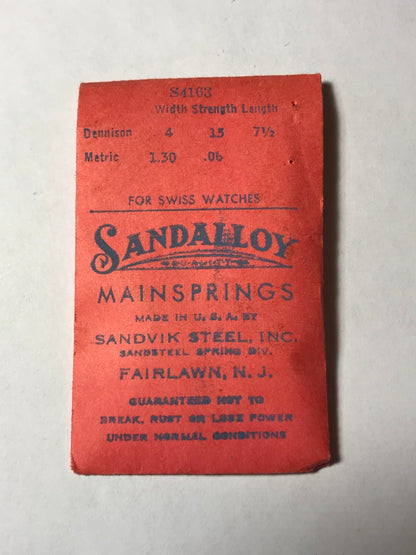 S4163
Width Strength Length
Dennison 4 15 7½
Metric 1.30 .06
FOR SWISS WATCHES
SANDALLOY
QUALITY
MAINSPRINGS
MADE IN U.S.A. BY
SANDVIK STEEL, INC.
SANDSTEEL SPRING DIV.
FAIRLAWN, N. J.
GUARANTEED NOT TO
BREAK, RUST OR LOSE POWER
UNDER NORMAL CONDITIONS